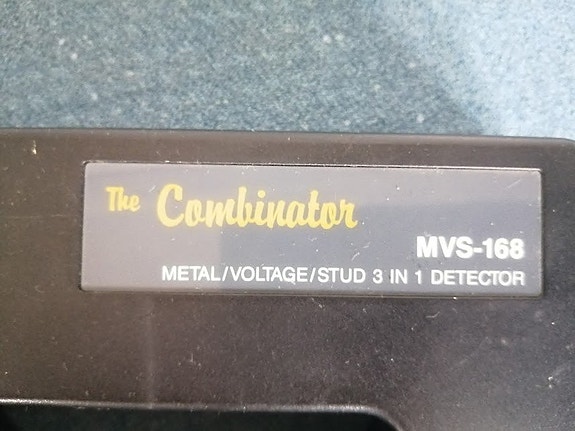 The Combinator
MVS-168
METAL/VOLTAGE/STUD 3 IN 1 DETECTOR